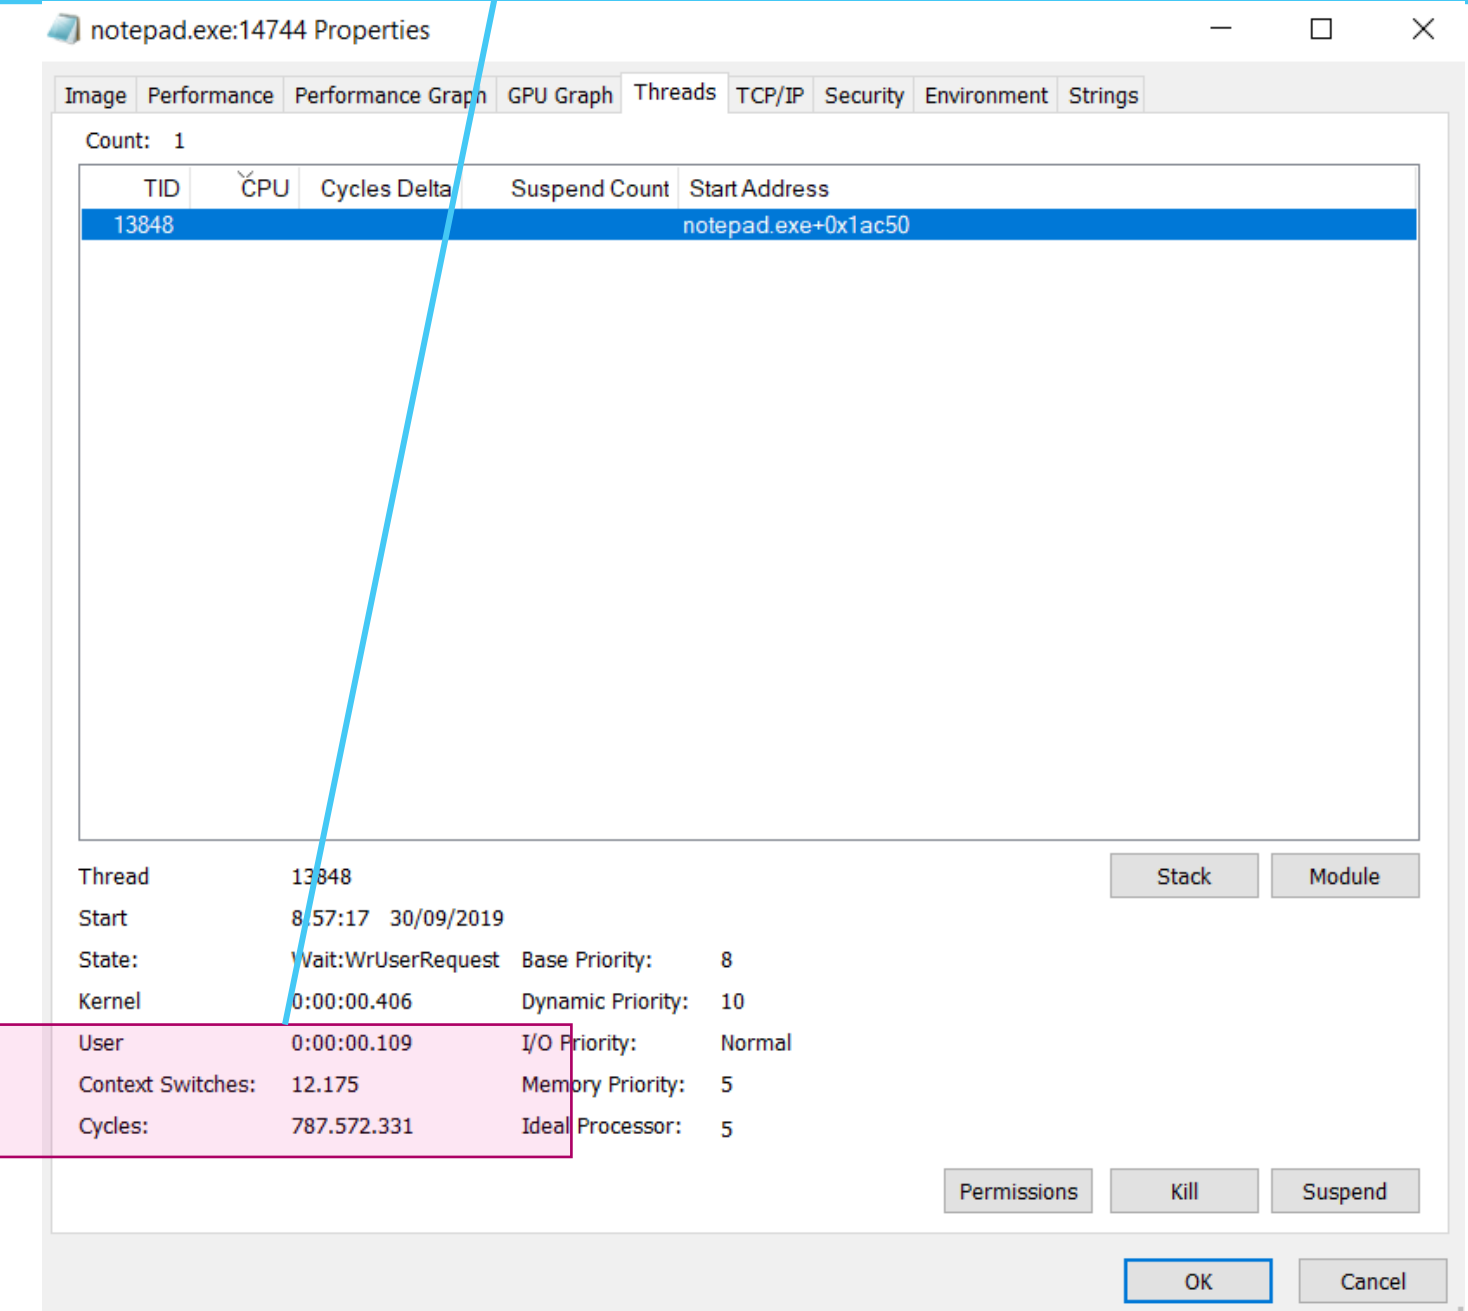 notepad.exe:14744 Properties
Image Performance Performance Graph GPU Graph Threads TCP/IP Security Environment Strings
Count: 1
TID CPU Cycles Delta Suspend Count Start Address
13848 notepad.exe+0x1ac50
Thread 13848 Stack Module
Start 8:57:17 30/09/2019
State: Wait:WrUserRequest Base Priority: 8
Kernel 0:00:00.406 Dynamic Priority: 10
User 0:00:00.109 I/O Priority: Normal
Context Switches: 12.175 Memory Priority: 5
Cycles: 787.572.331 Ideal Processor: 5
Permissions Kill Suspend
OK Cancel